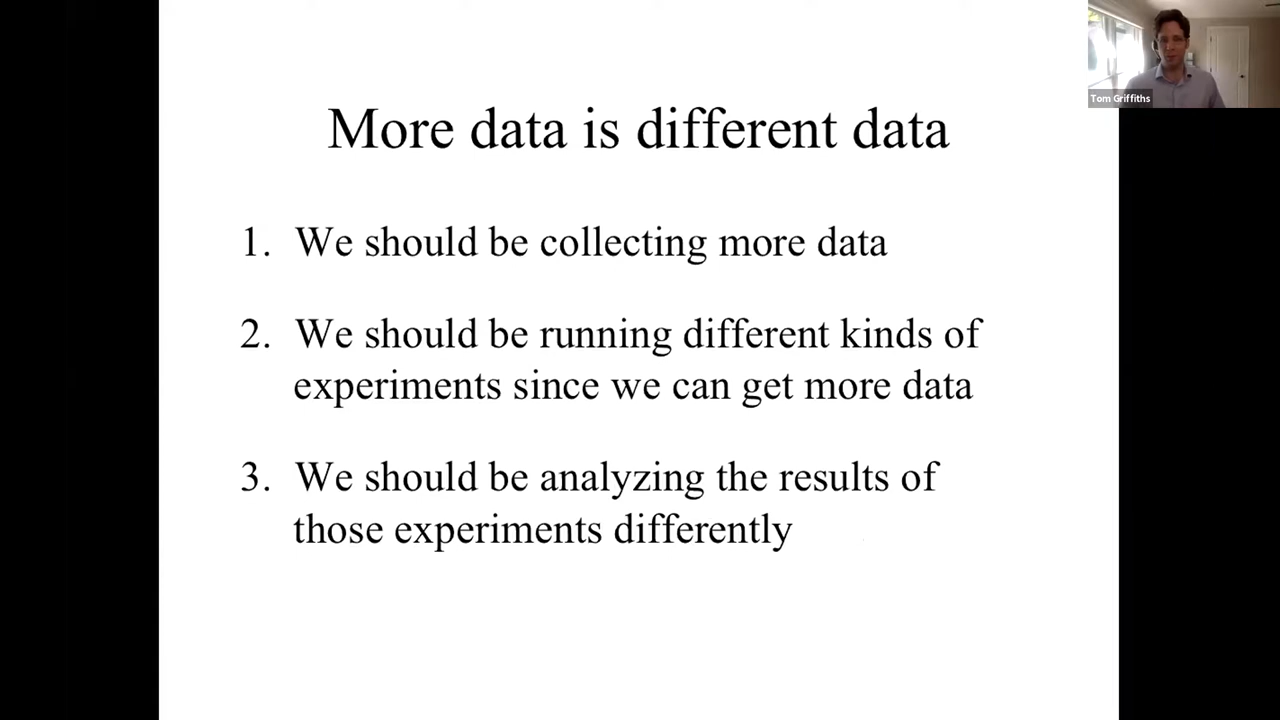 More data is different data
1. We should be collecting more data
2. We should be running different kinds of
experiments since we can get more data
3. We should be analyzing the results of
those experiments differently
Tom Griffiths